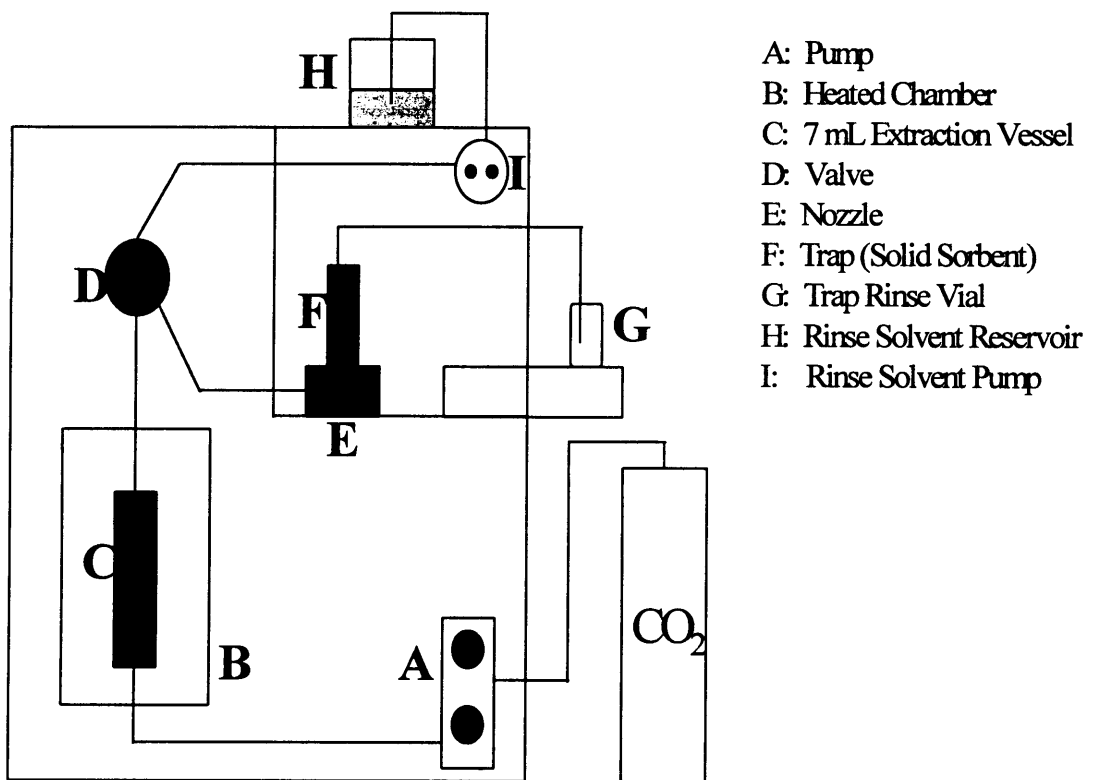 H
I
D
F
G
E
C
B
A
CO₂
A: Pump
B: Heated Chamber
C: 7 mL Extraction Vessel
D: Valve
E: Nozzle
F: Trap (Solid Sorbent)
G: Trap Rinse Vial
H: Rinse Solvent Reservoir
I: Rinse Solvent Pump